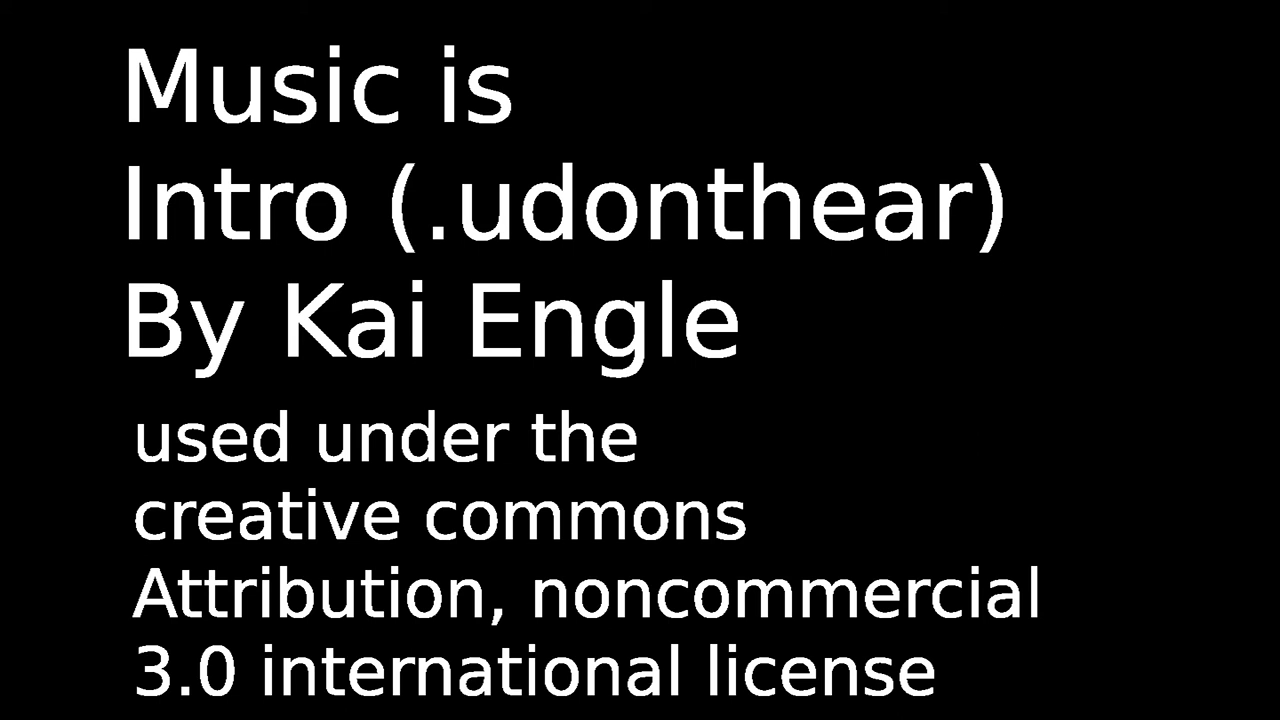 Music is
Intro (.udonthear)
By Kai Engle
used under the
creative commons
Attribution, noncommercial
3.0 international license